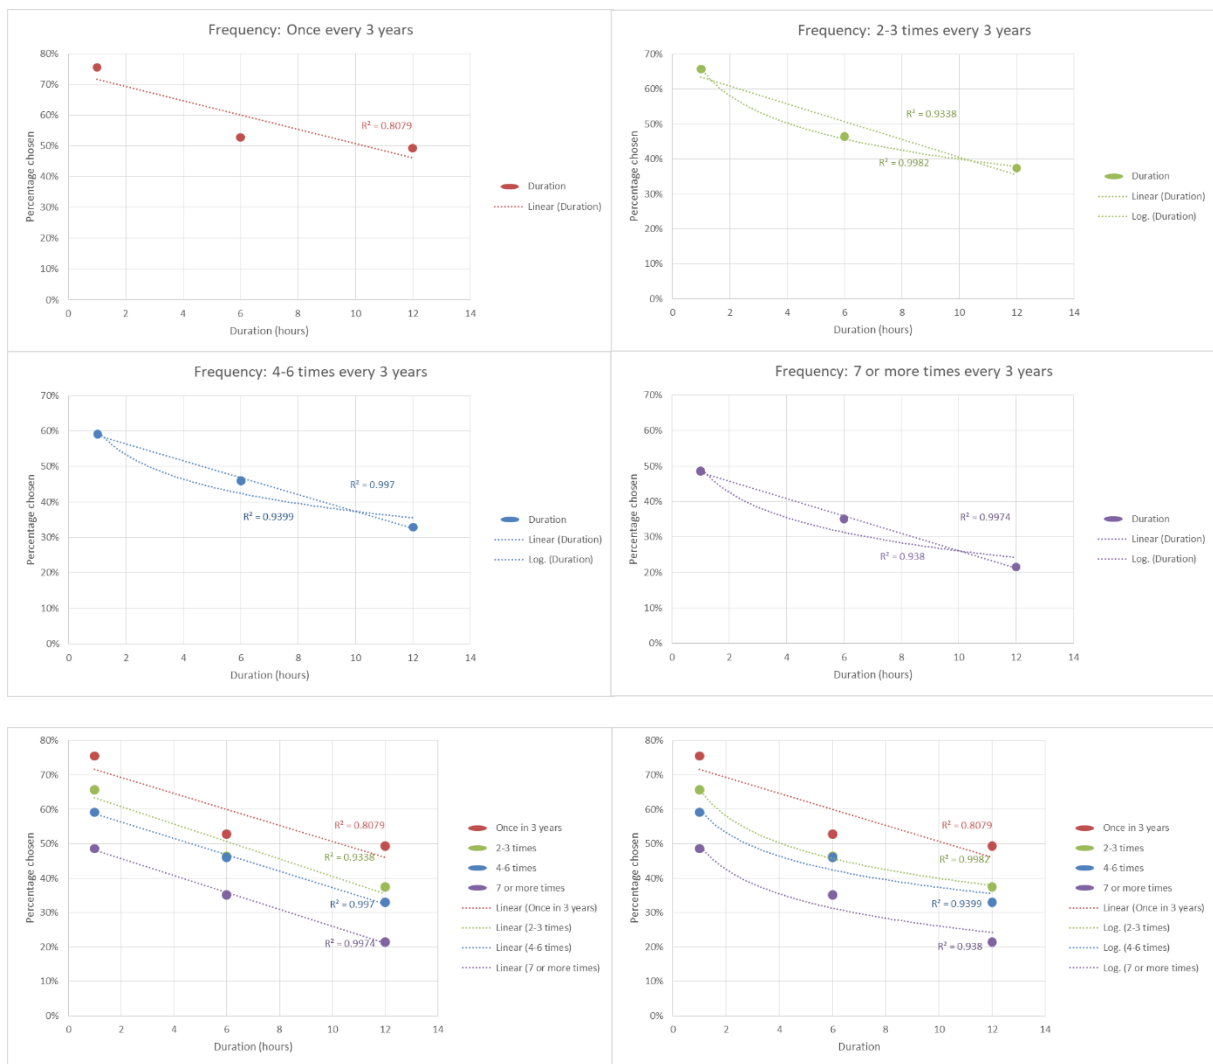 Frequency: Once every 3 years
80%
70%
60%
50%
40%
30%
20%
10%
0%
Percentage chosen
R² = 0.8079
Duration
Linear (Duration)
0 2 4 6 8 10 12 14
Duration (hours)
Frequency: 2-3 times every 3 years
70%
60%
50%
40%
30%
20%
10%
0%
Percentage chosen
R² = 0.9338
R² = 0.9982
Duration
Linear (Duration)
Log. (Duration)
0 2 4 6 8 10 12 14
Duration (hours)
Frequency: 4-6 times every 3 years
70%
60%
50%
40%
30%
20%
10%
0%
Percentage chosen
R² = 0.997
R² = 0.9399
Duration
Linear (Duration)
Log. (Duration)
0 2 4 6 8 10 12 14
Duration (hours)
Frequency: 7 or more times every 3 years
70%
60%
50%
40%
30%
20%
10%
0%
Percentage chosen
R² = 0.9974
R² = 0.938
Duration
Linear (Duration)
Log. (Duration)
0 2 4 6 8 10 12 14
Duration (hours)
80%
70%
60%
50%
40%
30%
20%
10%
0%
Percentage chosen
R² = 0.8079
R² = 0.9338
R² = 0.997
R² = 0.9974
Once in 3 years
2-3 times
4-6 times
7 or more times
Linear (Once in 3 years)
Linear (2-3 times)
Linear (4-6 times)
Linear (7 or more times)
0 2 4 6 8 10 12 14
Duration (hours)
80%
70%
60%
50%
40%
30%
20%
10%
0%
Percentage chosen
R² = 0.8079
R² = 0.9982
R² = 0.9399
R² = 0.938
Once in 3 years
2-3 times
4-6 times
7 or more times
Linear (Once in 3 years)
Log. (2-3 times)
Log. (4-6 times)
Log. (7 or more times)
0 2 4 6 8 10 12 14
Duration